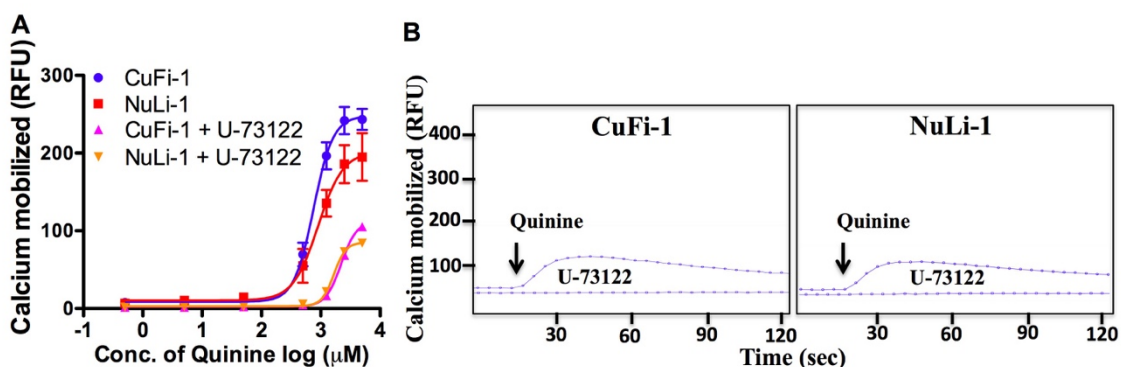 A
Calcium mobilized (RFU)
300
200
100
0
CuFi-1
NuLi-1
CuFi-1 + U-73122
NuLi-1 + U-73122
-1 0 1 2 3 4
Conc. of Quinine log (μM)
B
Calcium mobilized (RFU)
400
300
200
100
CuFi-1
Quinine
U-73122
30 60 90 120
NuLi-1
Quinine
U-73122
30 60 90 120
Time (sec)